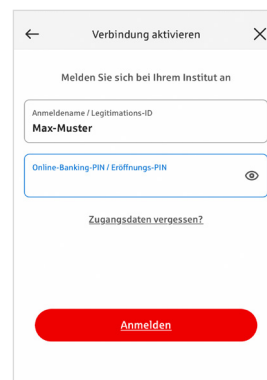 Verbindung aktivieren
Melden Sie sich bei Ihrem Institut an
Anmeldename / Legitimations-ID
Max-Muster
Online-Banking-PIN / Eröffnungs-PIN
Zugangsdaten vergessen?
Anmelden